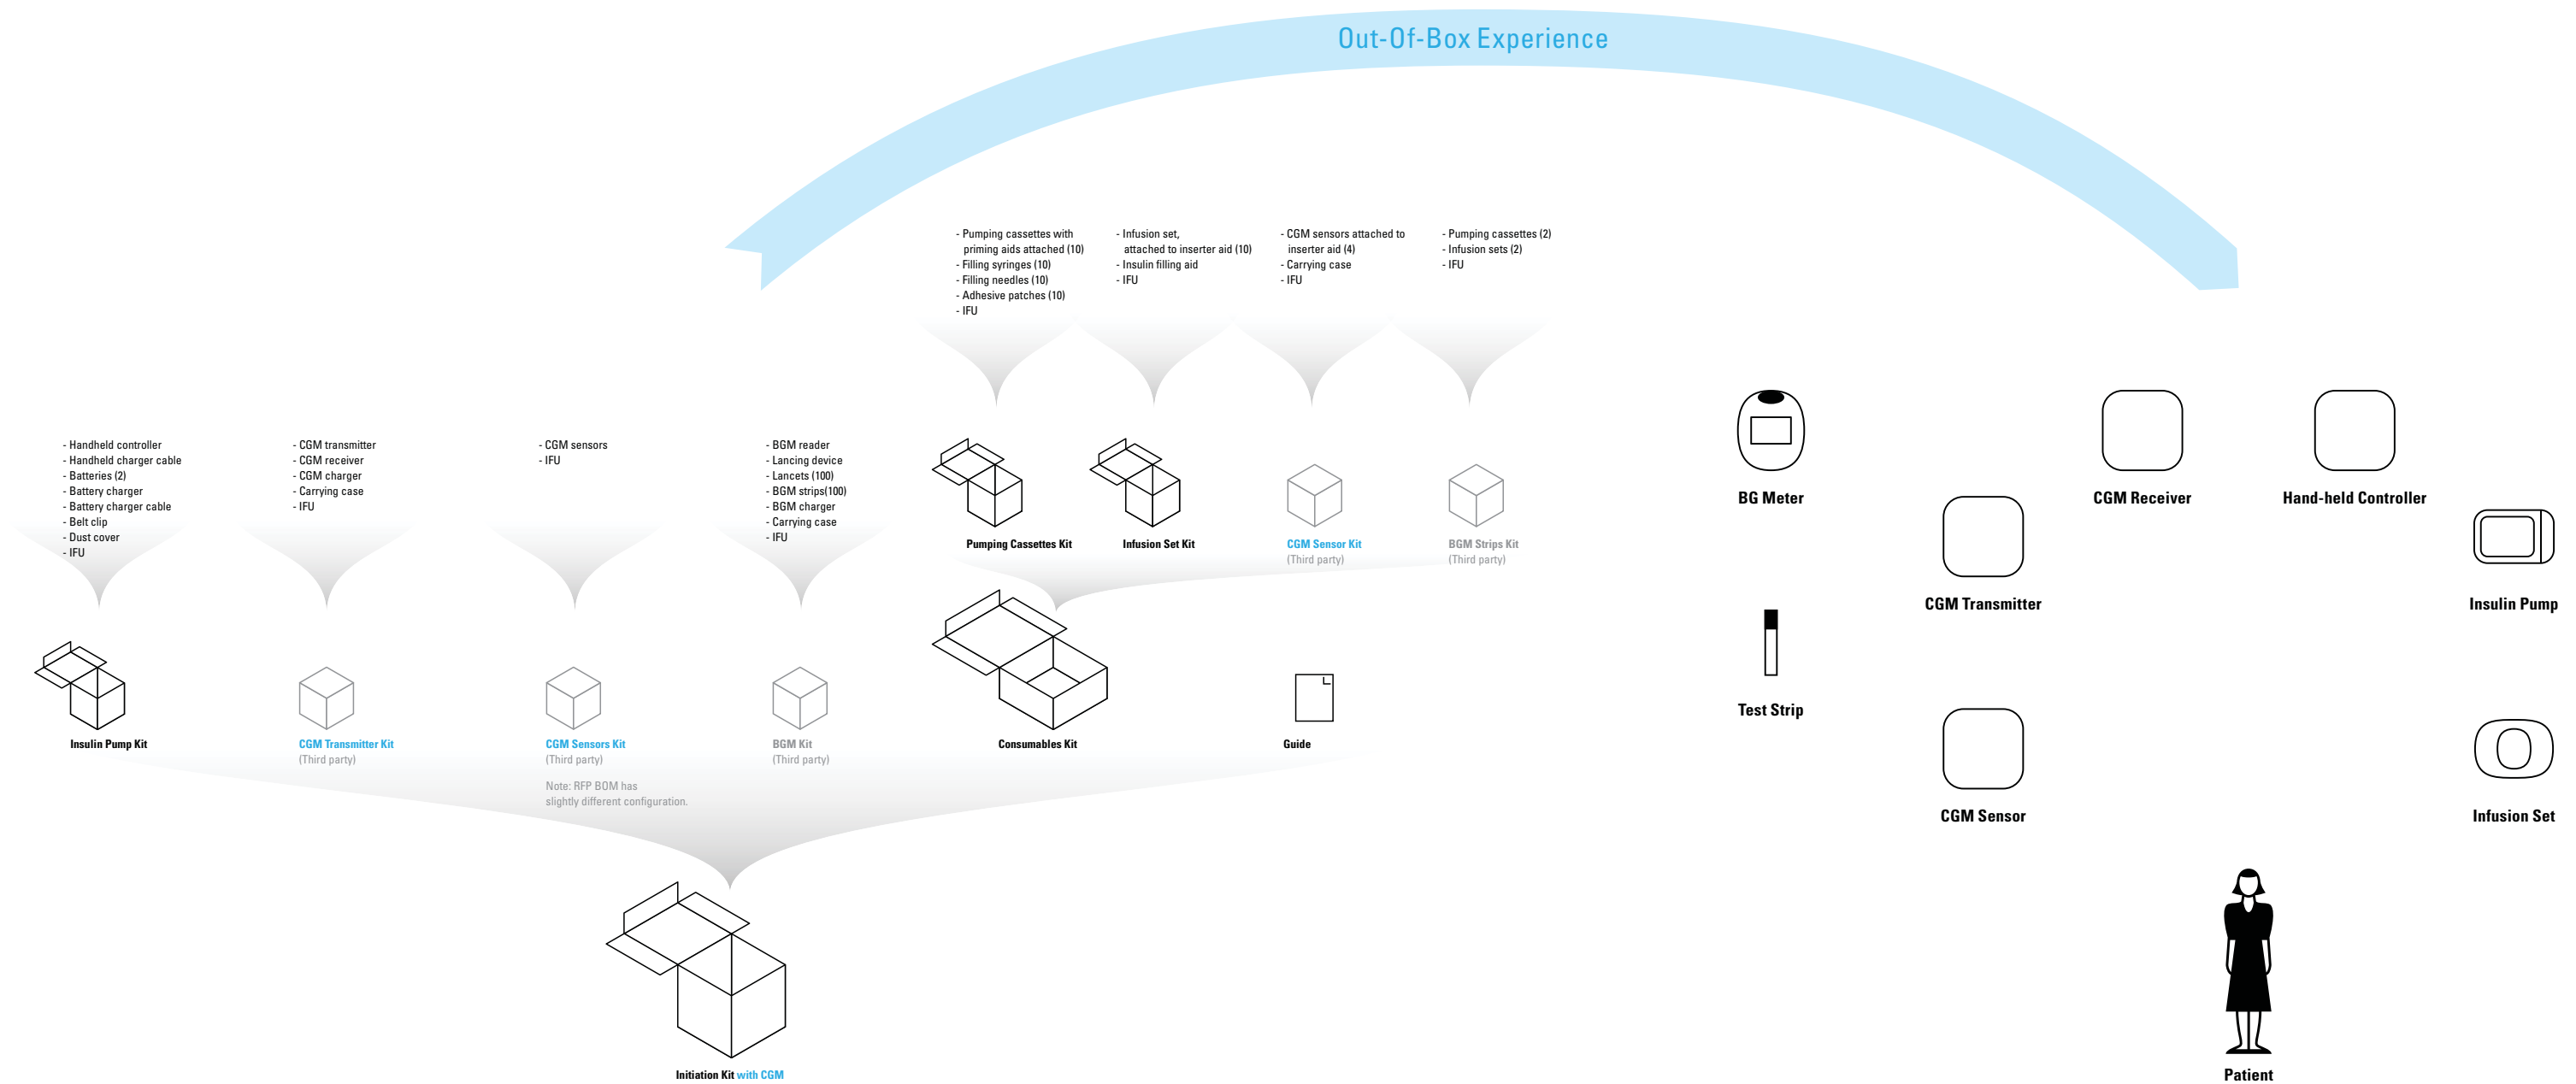 Out-Of-Box Experience
- Pumping cassettes with
priming aids attached (10)
- Filling syringes (10)
- Filling needles (10)
- Adhesive patches (10)
- IFU
- Infusion set,
attached to inserter aid (10)
- Insulin filling aid
- IFU
- CGM sensors attached to
inserter aid (4)
- Carrying case
- IFU
- Pumping cassettes (2)
- Infusion sets (2)
- IFU
- Handheld controller
- Handheld charger cable
- Batteries (2)
- Battery charger
- Battery charger cable
- Belt clip
- Dust cover
- IFU
- CGM transmitter
- CGM receiver
- CGM charger
- Carrying case
- IFU
- CGM sensors
- IFU
- BGM reader
- Lancing device
- Lancets (100)
- BGM strips(100)
- BGM charger
- Carrying case
- IFU
Pumping Cassettes Kit
Infusion Set Kit
CGM Sensor Kit
(Third party)
BGM Strips Kit
(Third party)
Insulin Pump Kit
CGM Transmitter Kit
(Third party)
CGM Sensors Kit
(Third party)
Note: RFP BOM has
slightly different configuration.
BGM Kit
(Third party)
Consumables Kit
Guide
Initiation Kit with CGM
BG Meter
CGM Receiver
Hand-held Controller
CGM Transmitter
Insulin Pump
Test Strip
CGM Sensor
Infusion Set
Patient